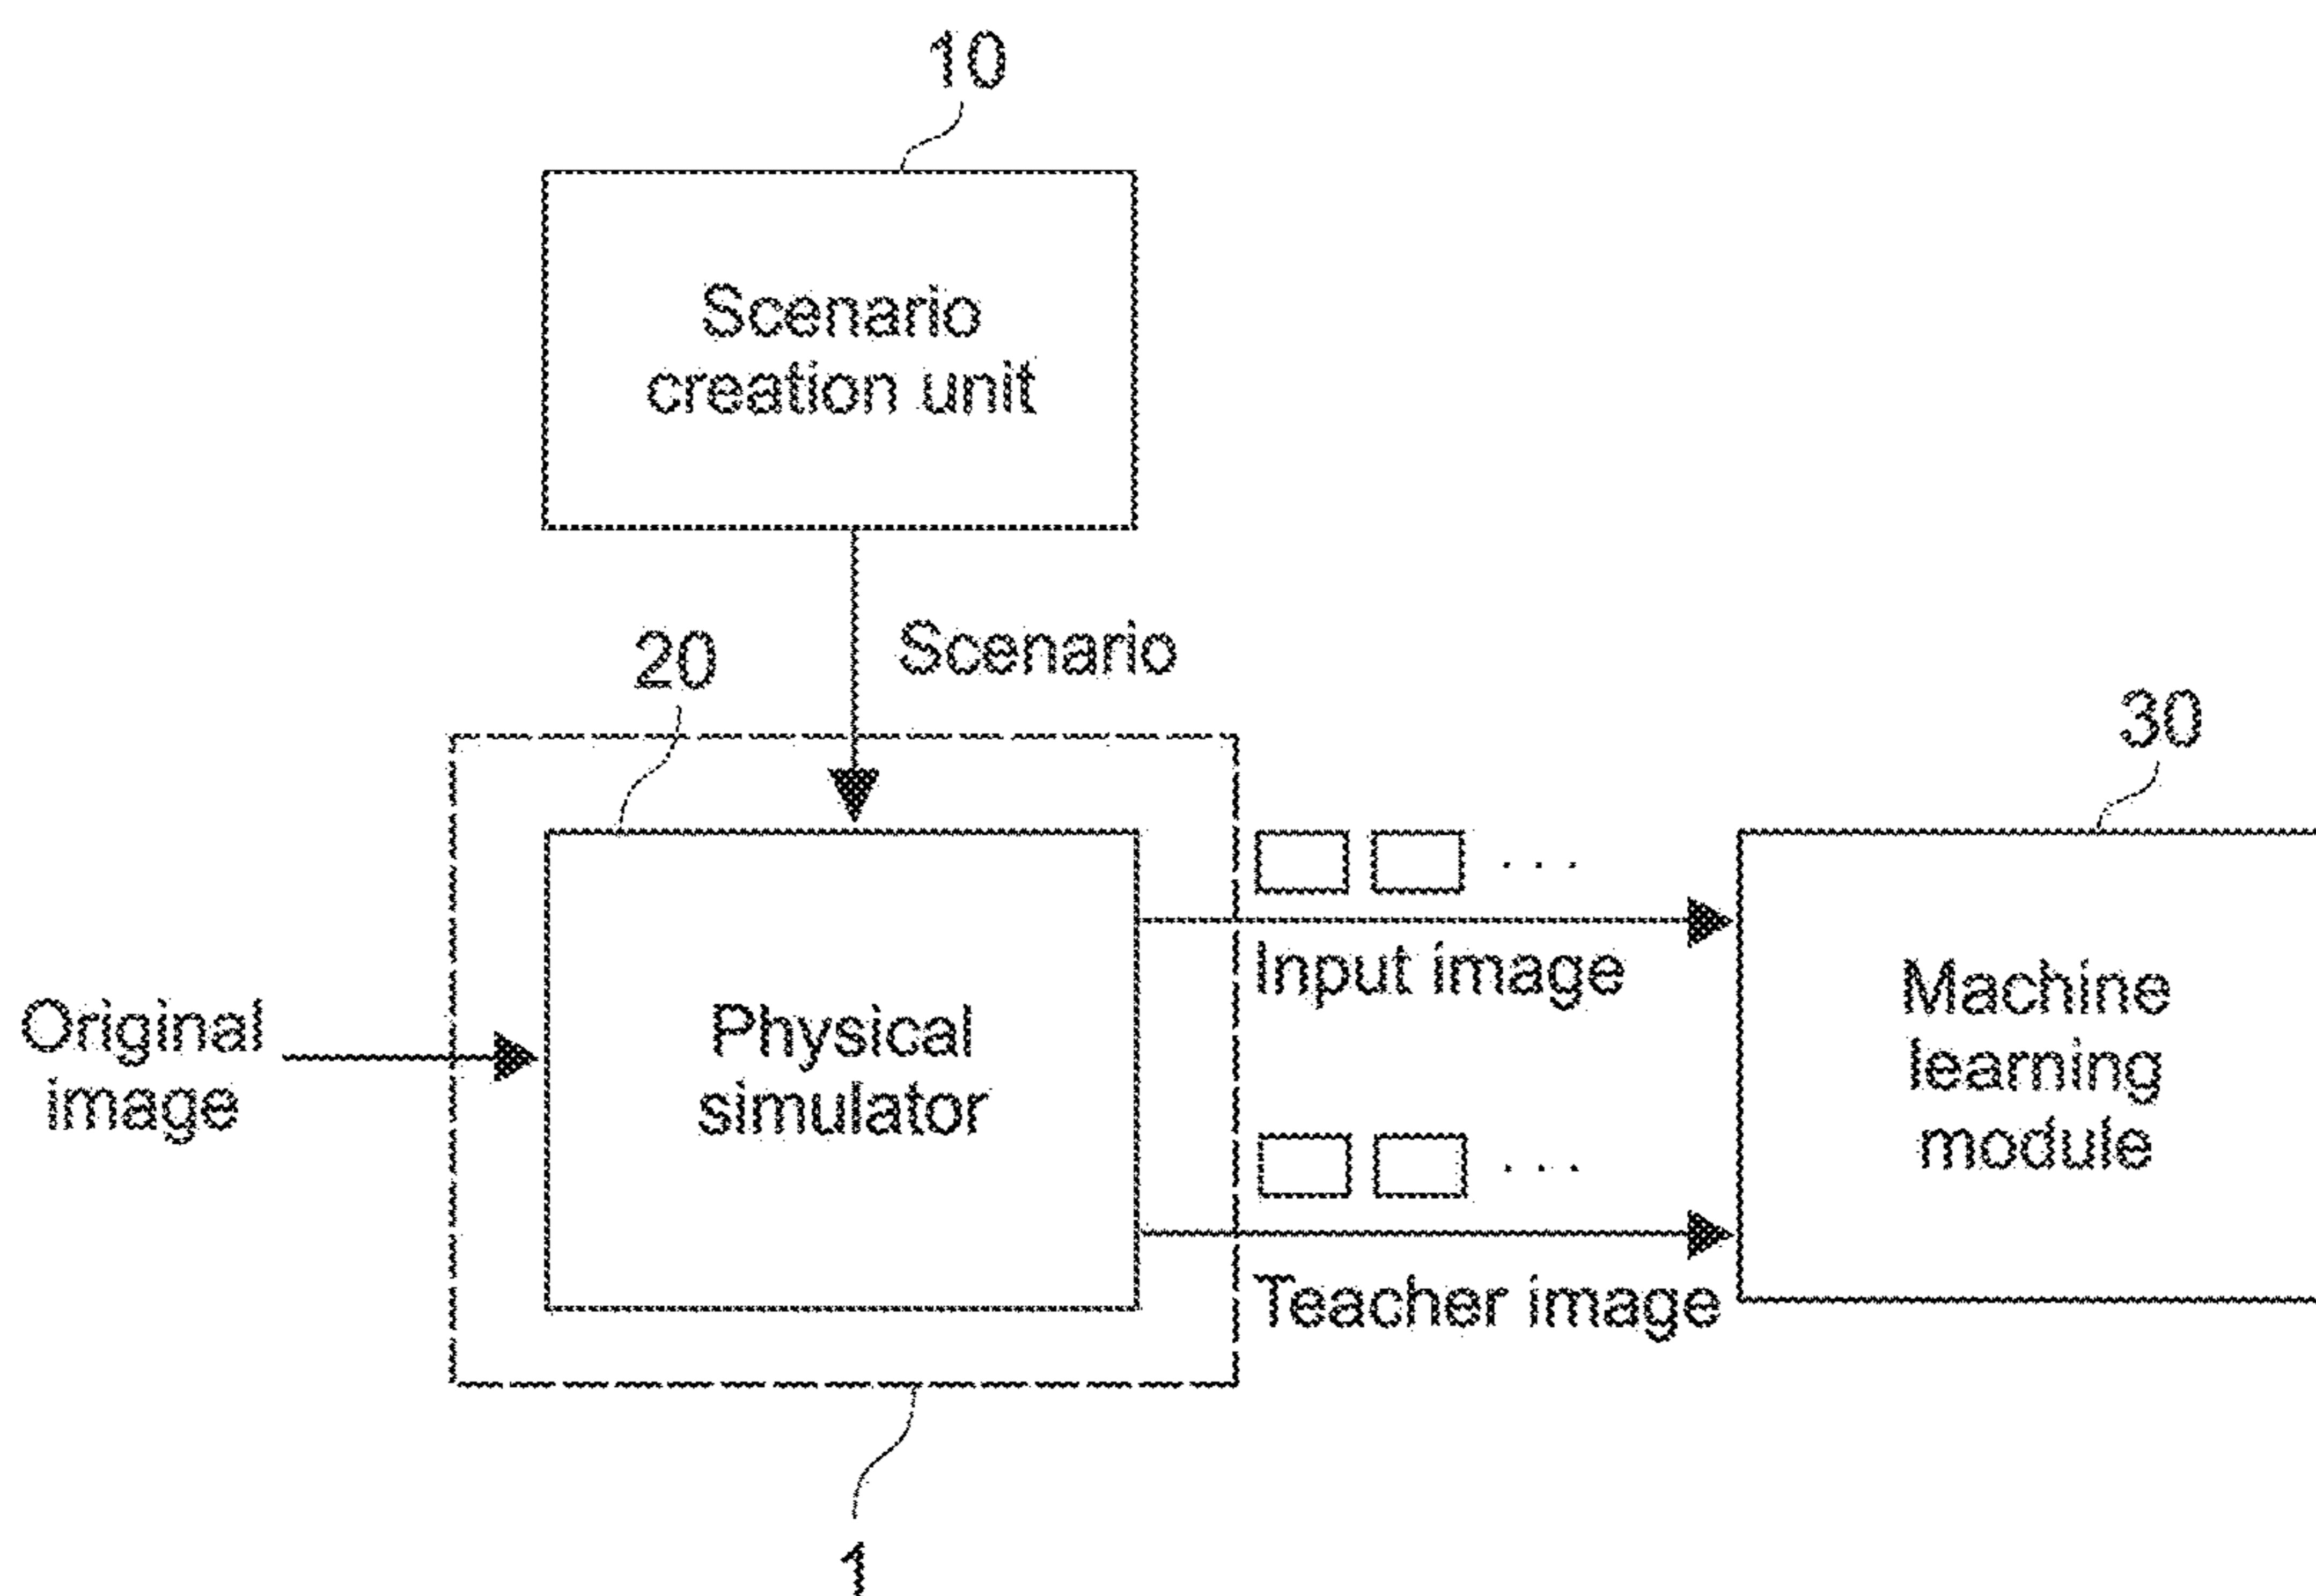 10
Scenario
creation unit
20
Scenario
30
Original
image
Physical
simulator
Input image
Machine
learning
module
Teacher image
1